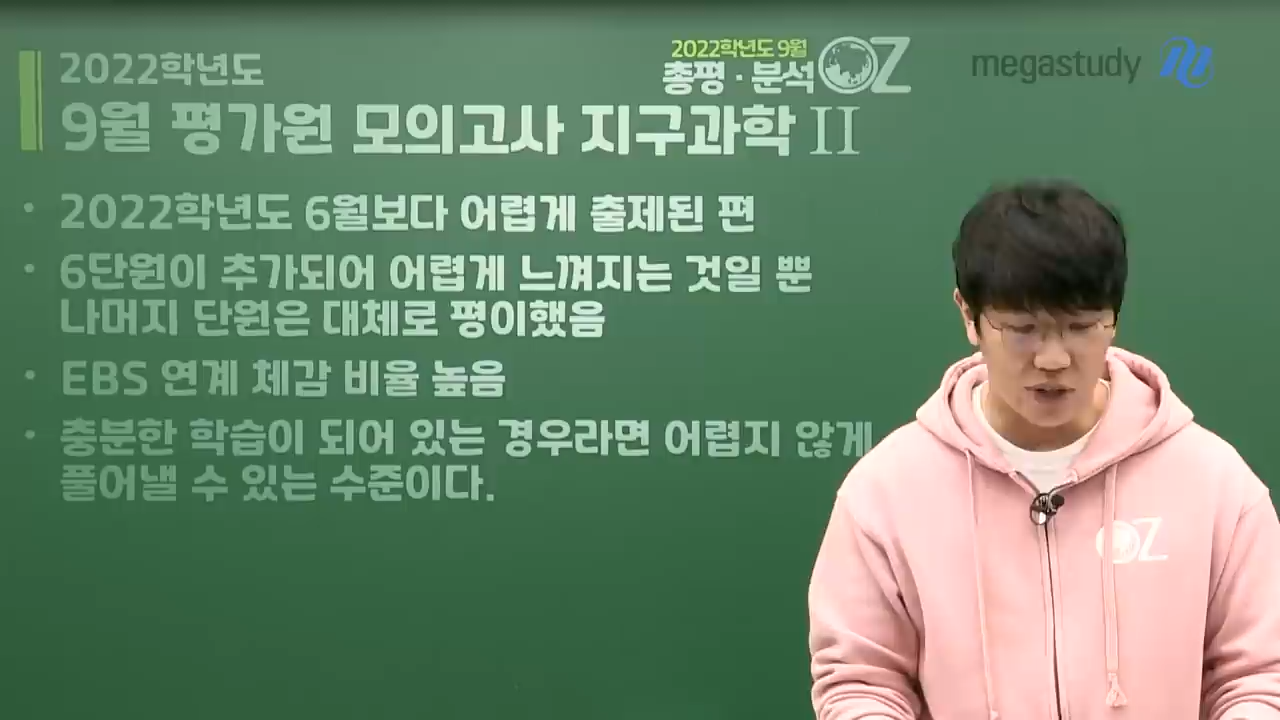 2022학년도
9월 평가원 모의고사 지구과학 II
2022학년도 9월
총평·분석 OZ
megastudy
• 2022학년도 6월보다 어렵게 출제된 편
• 6단원이 추가되어 어렵게 느껴지는 것일 뿐
나머지 단원은 대체로 평이했음
• EBS 연계 체감 비율 높음
• 충분한 학습이 되어 있는 경우라면 어렵지 않게
풀어낼 수 있는 수준이다.
OZ